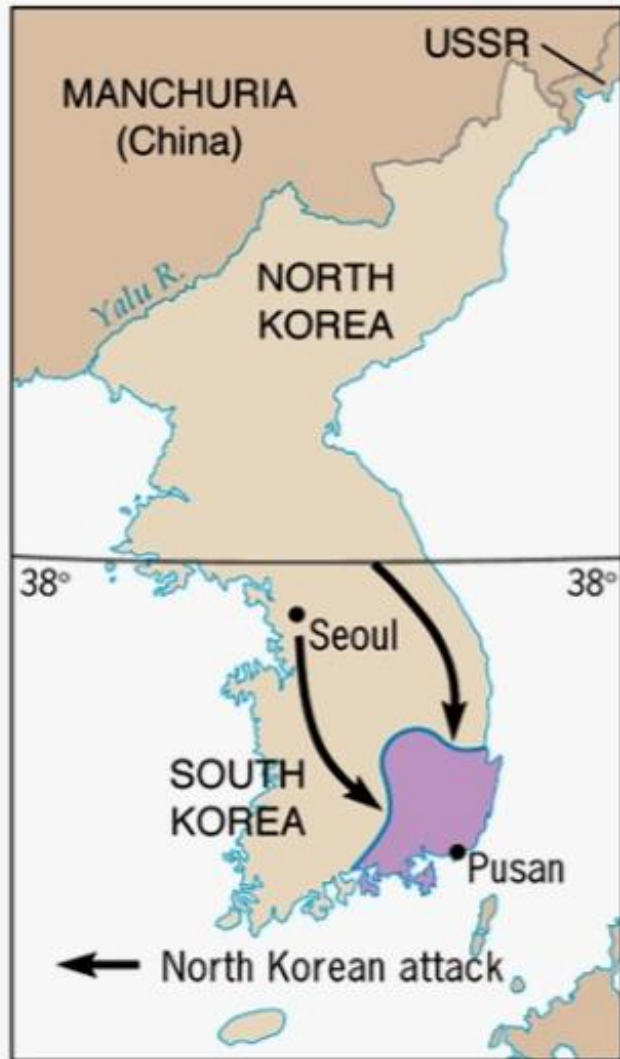 USSR
MANCHURIA
(China)
Yalu R.
NORTH
KOREA
38°
38°
Seoul
SOUTH
KOREA
Pusan
North Korean attack